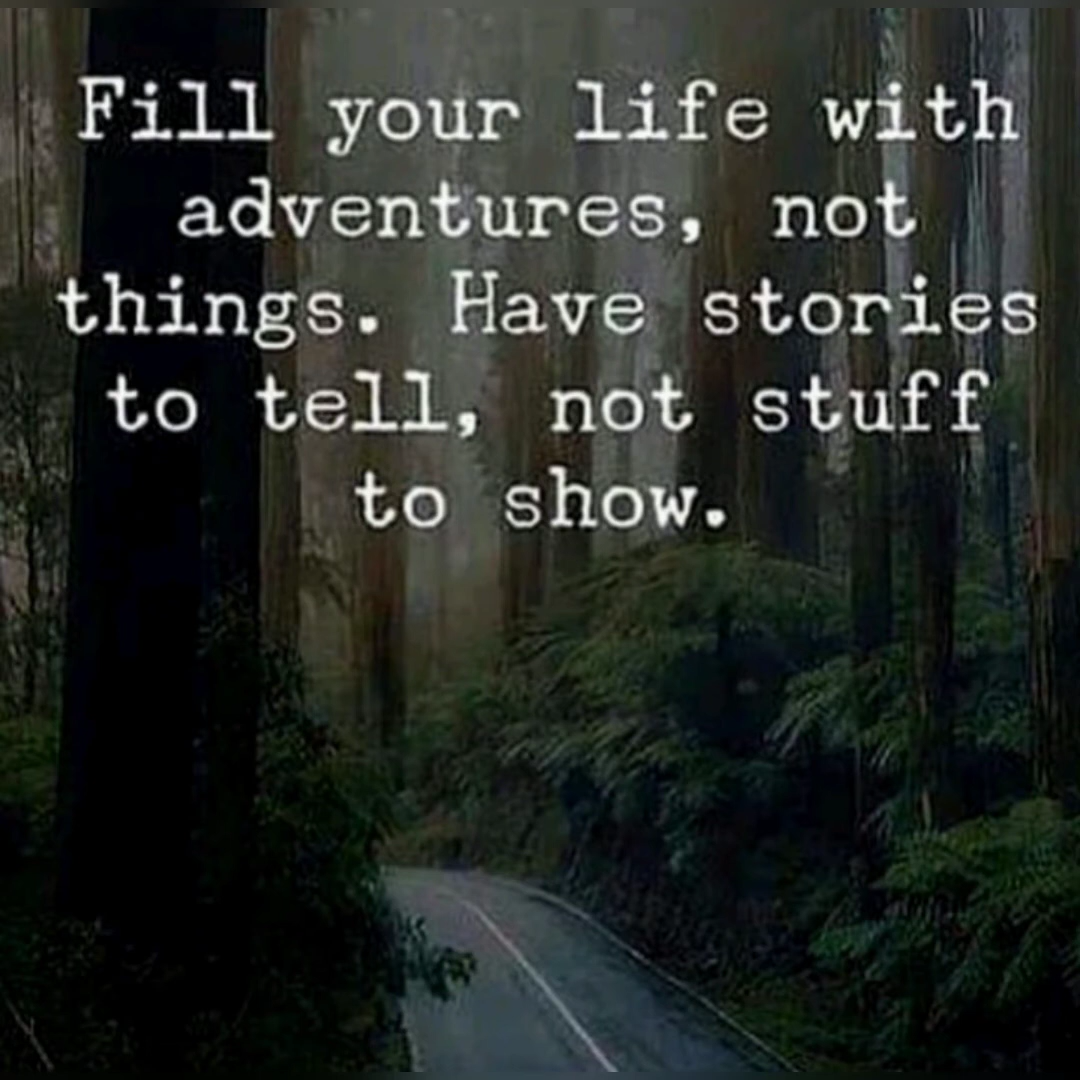 Fill your life with
adventures, not
things. Have stories
to tell, not stuff
to show.